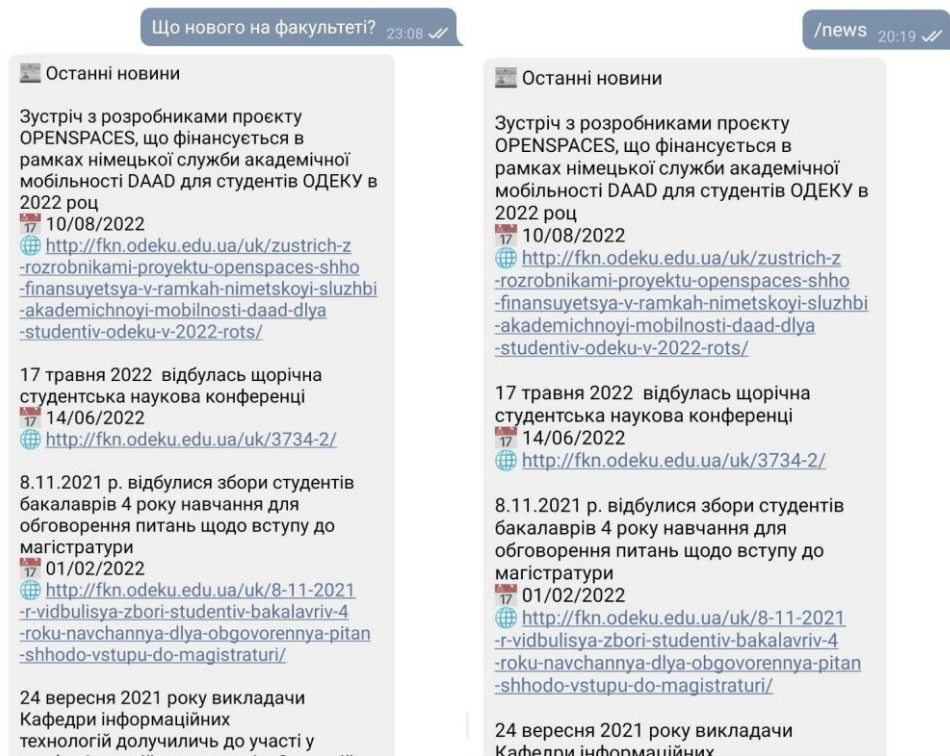 Що нового на факультеті? 23:08
Останні новини
Зустріч з розробниками проєкту
OPENSPACES, що фінансується в
рамках німецької служби академічної
мобільності DAAD для студентів ОДЕКУ в
2022 роц
17 10/08/2022
http://fkn.odeku.edu.ua/uk/zustrich-z
-rozrobnikami-proyektu-openspaces-shho
-finansuyetsya-v-ramkah-nimetskoyi-sluzhbi
-akademichnoyi-mobilnosti-daad-dlya
-studentiv-odeku-v-2022-rots/
17 травня 2022 відбулась щорічна
студентська наукова конференці
17 14/06/2022
http://fkn.odeku.edu.ua/uk/3734-2/
8.11.2021 р. відбулися збори студентів
бакалаврів 4 року навчання для
обговорення питань щодо вступу до
магістратури
17 01/02/2022
http://fkn.odeku.edu.ua/uk/8-11-2021
-r-vidbulisya-zbori-studentiv-bakalavriv-4
-roku-navchannya-dlya-obgovorennya-pitan
-shhodo-vstupu-do-magistraturi/
24 вересня 2021 року викладачи
Кафедри інформаційних
технологій долучиличь до участі у
/news 20:19
Останні новини
Зустріч з розробниками проєкту
OPENSPACES, що фінансується в
рамках німецької служби академічної
мобільності DAAD для студентів ОДЕКУ в
2022 роц
17 10/08/2022
http://fkn.odeku.edu.ua/uk/zustrich-z
-rozrobnikami-proyektu-openspaces-shho
-finansuyetsya-v-ramkah-nimetskoyi-sluzhbi
-akademichnoyi-mobilnosti-daad-dlya
-studentiv-odeku-v-2022-rots/
17 травня 2022 відбулась щорічна
студентська наукова конференці
17 14/06/2022
http://fkn.odeku.edu.ua/uk/3734-2/
8.11.2021 р. відбулися збори студентів
бакалаврів 4 року навчання для
обговорення питань щодо вступу до
магістратури
17 01/02/2022
http://fkn.odeku.edu.ua/uk/8-11-2021
-r-vidbulisya-zbori-studentiv-bakalavriv-4
-roku-navchannya-dlya-obgovorennya-pitan
-shhodo-vstupu-do-magistraturi/
24 вересня 2021 року викладачи
Кафедри інформаційних